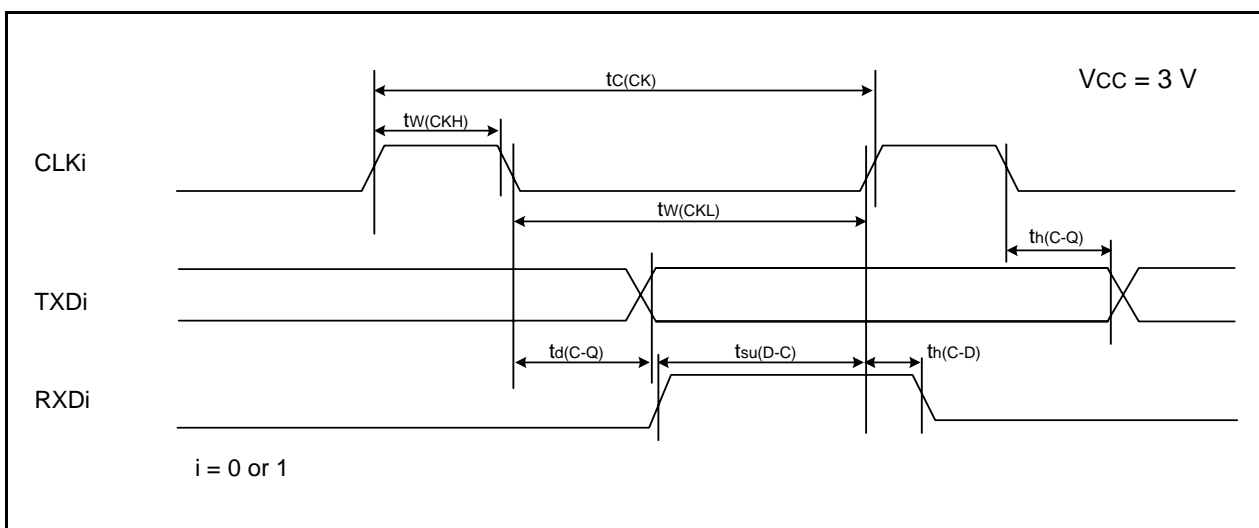 tC(CK)
VCC = 3 V
tW(CKH)
CLKi
tW(CKL)
th(C-Q)
TXDi
td(C-Q)
tsu(D-C)
th(C-D)
RXDi
i = 0 or 1